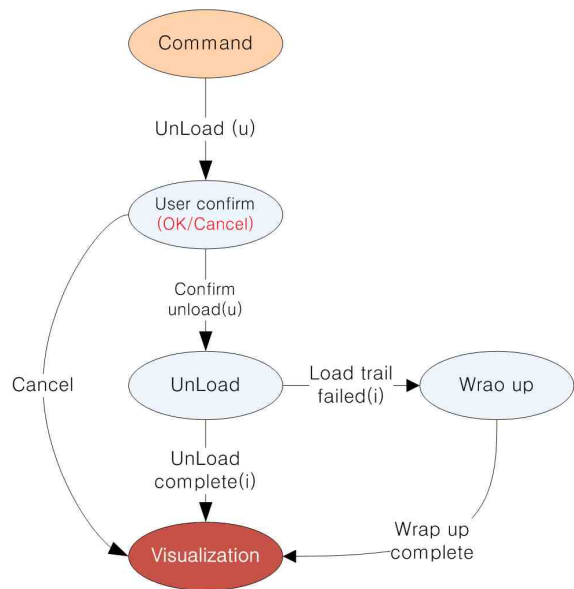 Command
UnLoad (u)
User confirm
(OK/Cancel)
Confirm
unload(u)
Cancel
UnLoad
Load trail
failed(i)
Wrao up
UnLoad
complete(i)
Wrap up
complete
Visualization